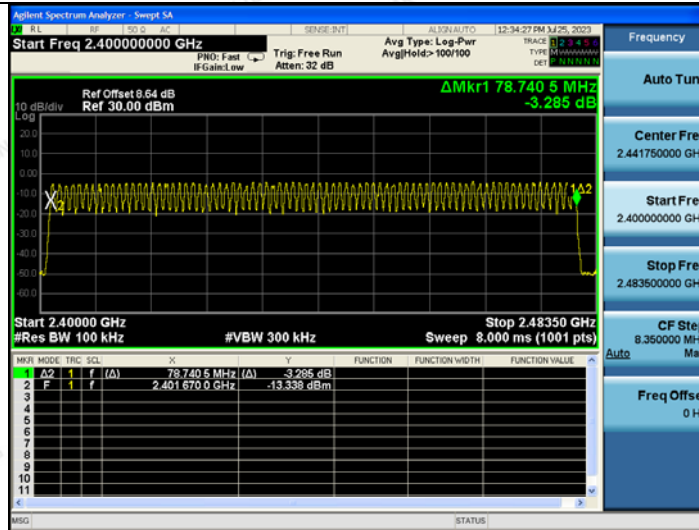 Agilent Spectrum Analyzer - Swept SA
RL RF 50 Ω AC SENSE:INT ALIGN AUTO 12:34:27 PM Jul 25, 2023
Start Freq 2.400000000 GHz
PNO: Fast Trig: Free Run Avg Type: Log-Pwr TRACE 1 2 3 4 5 6
IFGain:Low Atten: 32 dB Avg|Hold:> 100/100 TYPE
DET P N N N N N
ΔMkr1 78.740 5 MHz
-3.285 dB
Ref Offset 8.64 dB
10 dB/div Ref 30.00 dBm
Log
20.0
10.0
0.00
-10.0
-20.0
-30.0
-40.0
-50.0
-60.0
2
1Δ2
Start 2.40000 GHz Stop 2.48350 GHz
#Res BW 100 kHz #VBW 300 kHz Sweep 8.000 ms (1001 pts)
MKR MODE TRC SCL X Y FUNCTION FUNCTION WIDTH FUNCTION VALUE
1 Δ2 1 f (Δ) 78.740 5 MHz (Δ) -3.285 dB
2 F 1 f 2.401 670 0 GHz -13.338 dBm
3
4
5
6
7
8
9
10
11
MSG STATUS
Frequency
Auto Tun
Center Fre
2.441750000 GH
Start Fre
2.400000000 GH
Stop Fre
2.483500000 GH
CF Ste
8.350000 MH
Auto Ma
Freq Offse
0 H